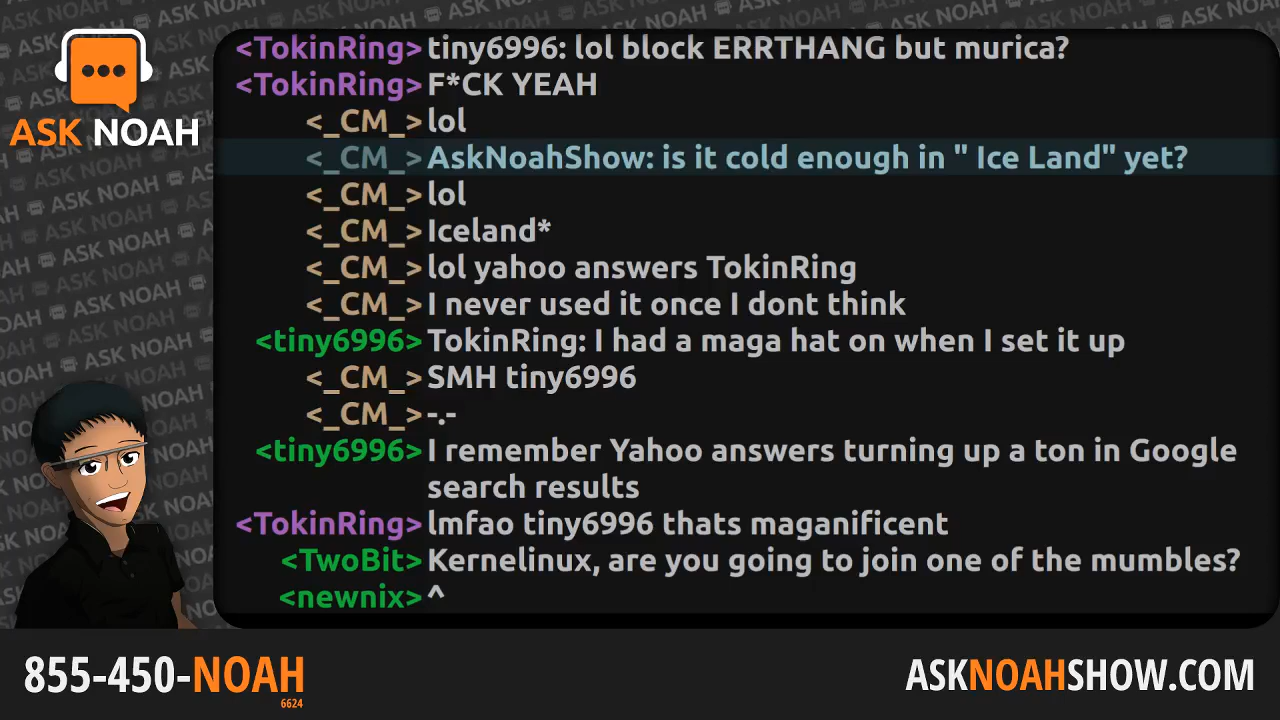 ASK NOAH
<TokinRing> tiny6996: lol block ERRTHANG but murica?
<TokinRing> F*CK YEAH
<_CM_> lol
<_CM_> AskNoahShow: is it cold enough in " Ice Land" yet?
<_CM_> lol
<_CM_> Iceland*
<_CM_> lol yahoo answers TokinRing
<_CM_> I never used it once I dont think
<tiny6996> TokinRing: I had a maga hat on when I set it up
<_CM_> SMH tiny6996
<_CM_> -.-
<tiny6996> I remember Yahoo answers turning up a ton in Google
search results
<TokinRing> lmfao tiny6996 thats maganificent
<TwoBit> Kernelinux, are you going to join one of the mumbles?
<newnix> ^
855-450-NOAH
6624
ASKNOAHSHOW.COM